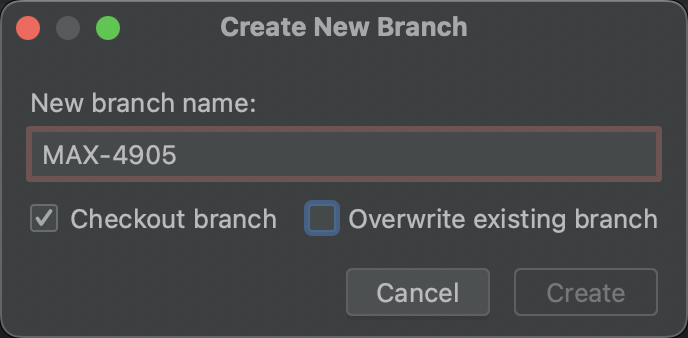 Create New Branch
New branch name:
MAX-4905
Checkout branch Overwrite existing branch
Cancel Create